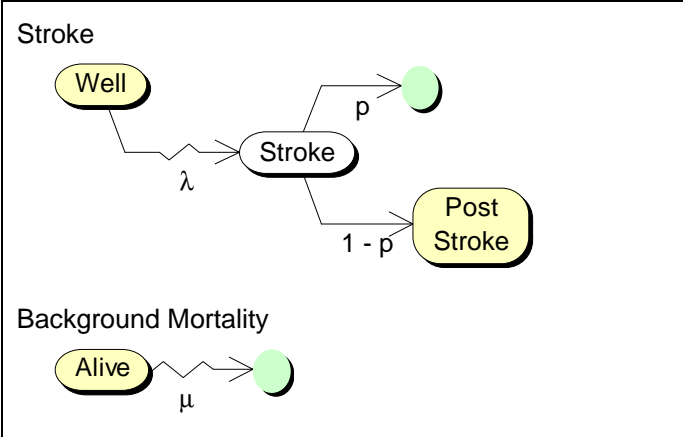 Stroke
Well
p
Stroke
λ
Post
Stroke
1 - p
Background Mortality
Alive
μ